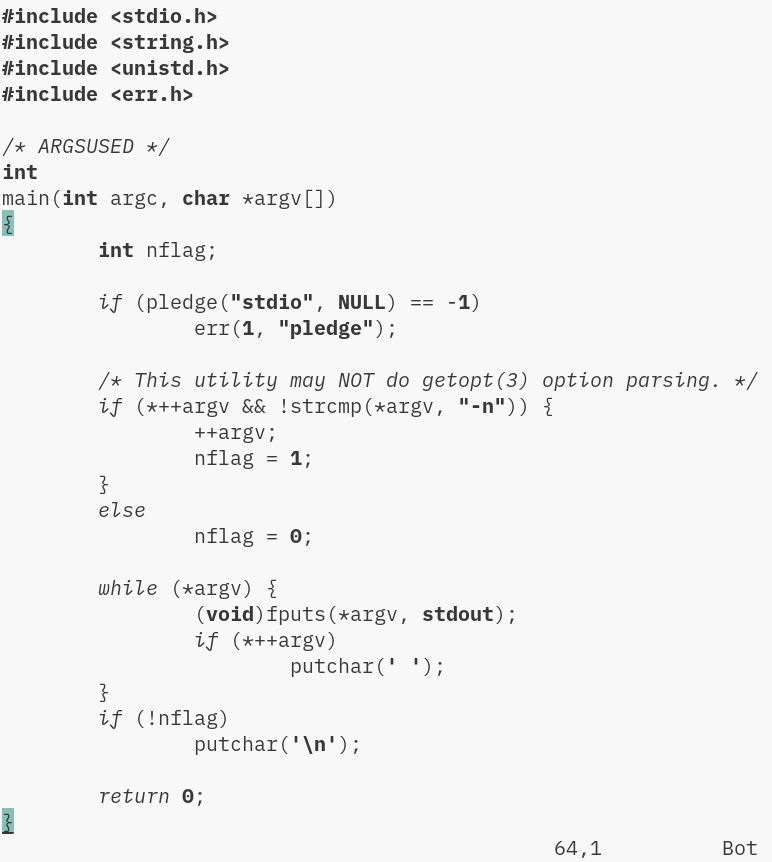 #include <stdio.h>
#include <string.h>
#include <unistd.h>
#include <err.h>

/* ARGSUSED */
int
main(int argc, char *argv[])
{
        int nflag;

        if (pledge("stdio", NULL) == -1)
                err(1, "pledge");

        /* This utility may NOT do getopt(3) option parsing. */
        if (*++argv && !strcmp(*argv, "-n")) {
                ++argv;
                nflag = 1;
        }
        else
                nflag = 0;

        while (*argv) {
                (void)fputs(*argv, stdout);
                if (*++argv)
                        putchar(' ');
        }
        if (!nflag)
                putchar('\n');

        return 0;
}
64,1 Bot